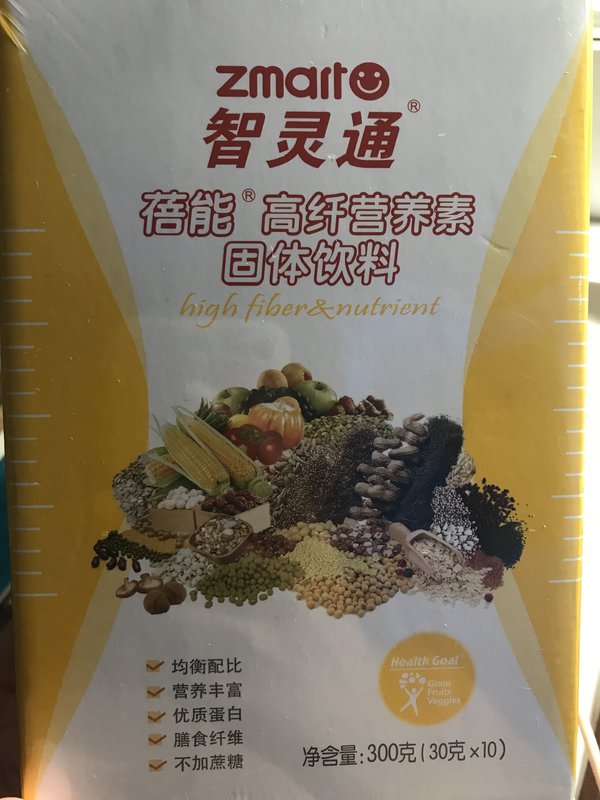 zmarto
智灵通®
蓓能® 高纤营养素
固体饮料
high fiber&nutrient
均衡配比
营养丰富
优质蛋白
膳食纤维
不加蔗糖
Health Goal
Grain
Fruits
Veggies
净含量:300克(30克×10)